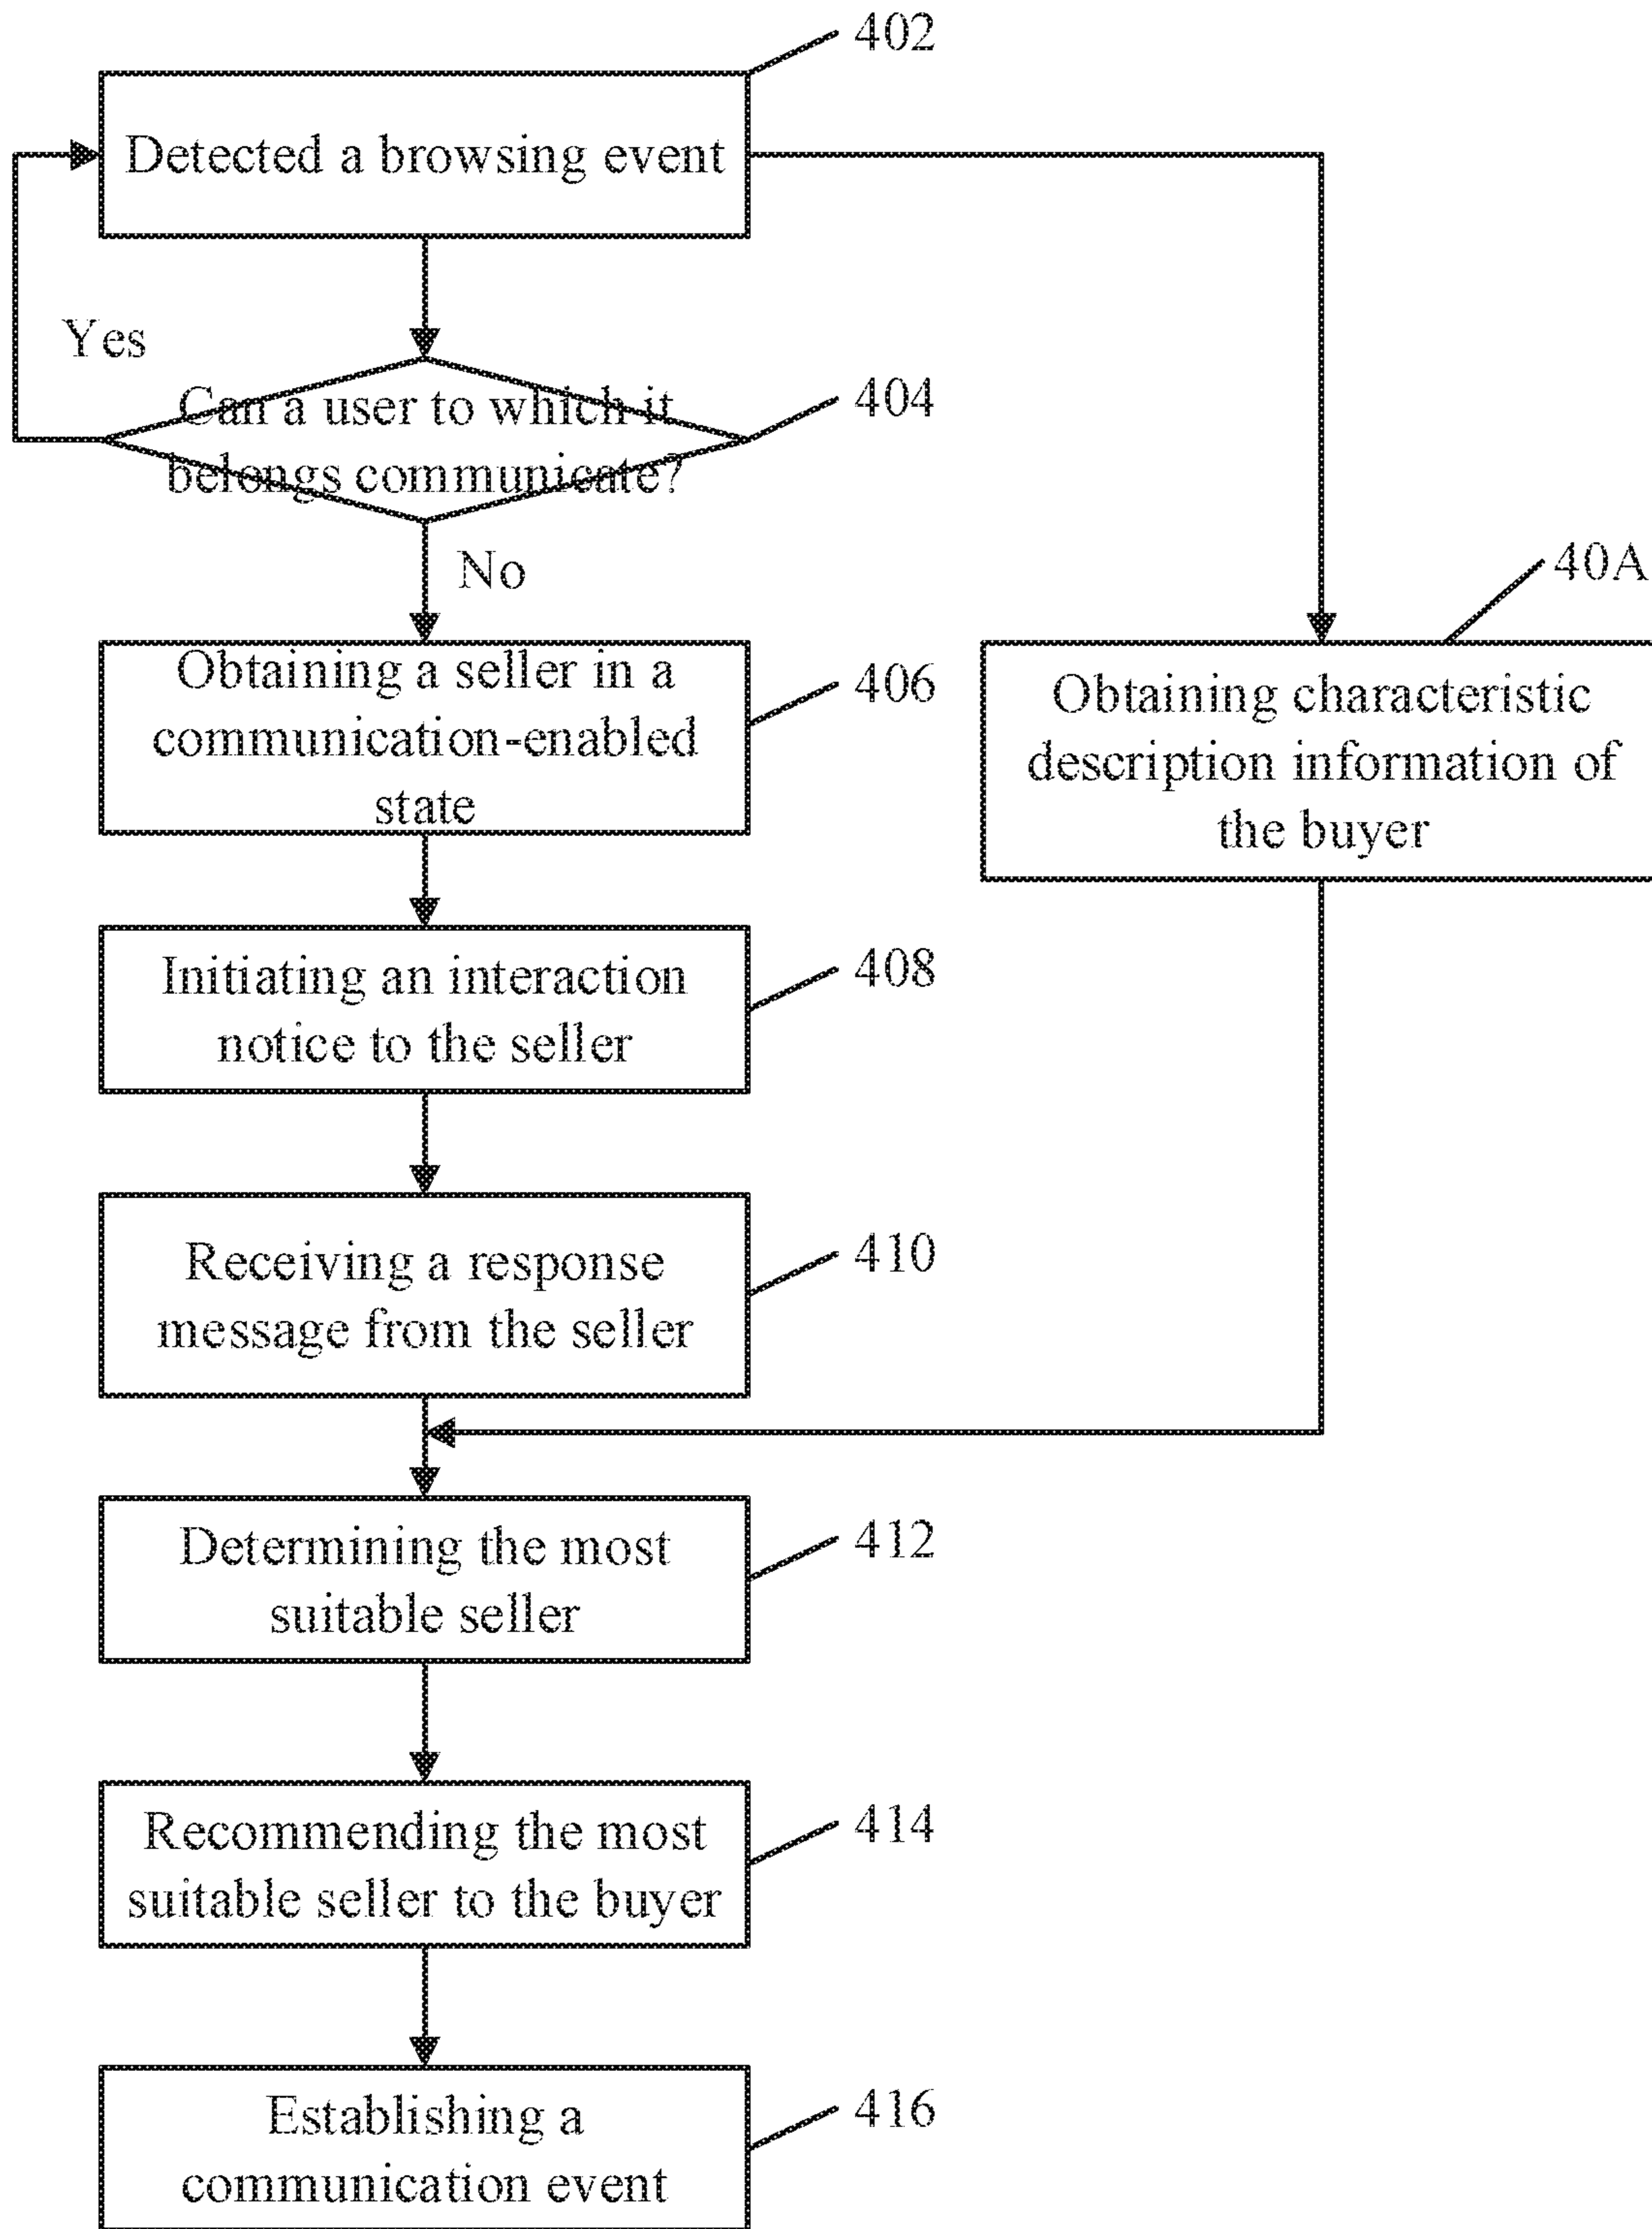 402
Detected a browsing event
Yes
Can a user to which it
belongs communicate?
404
No
40A
Obtaining a seller in a
communication-enabled
state
406
Obtaining characteristic
description information of
the buyer
Initiating an interaction
notice to the seller
408
Receiving a response
message from the seller
410
Determining the most
suitable seller
412
Recommending the most
suitable seller to the buyer
414
Establishing a
communication event
416